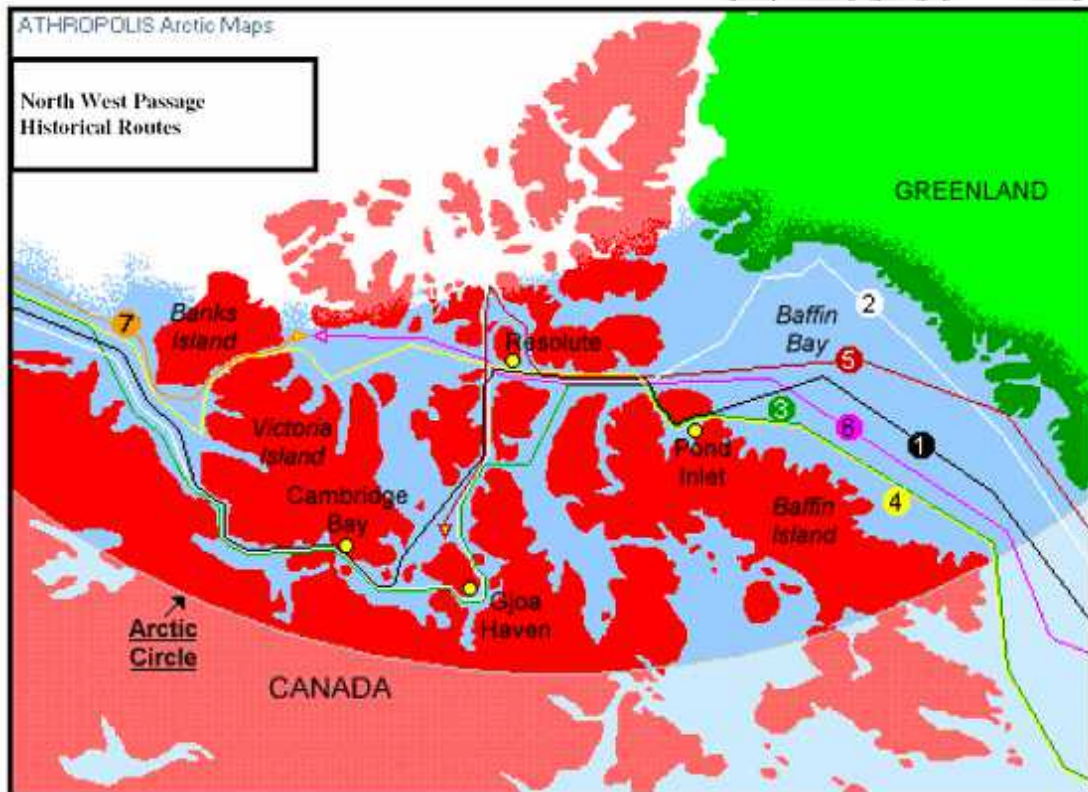 ATHROPOLIS Arctic Maps
North West Passage
Historical Routes
GREENLAND
2
7
Banks
Island
Baffin
Bay
Resolute
5
3
6
1
Victoria
Island
Pond
Inlet
Cambridge
Bay
4
Baffin
Island
Gjoa
Haven
Arctic
Circle
CANADA